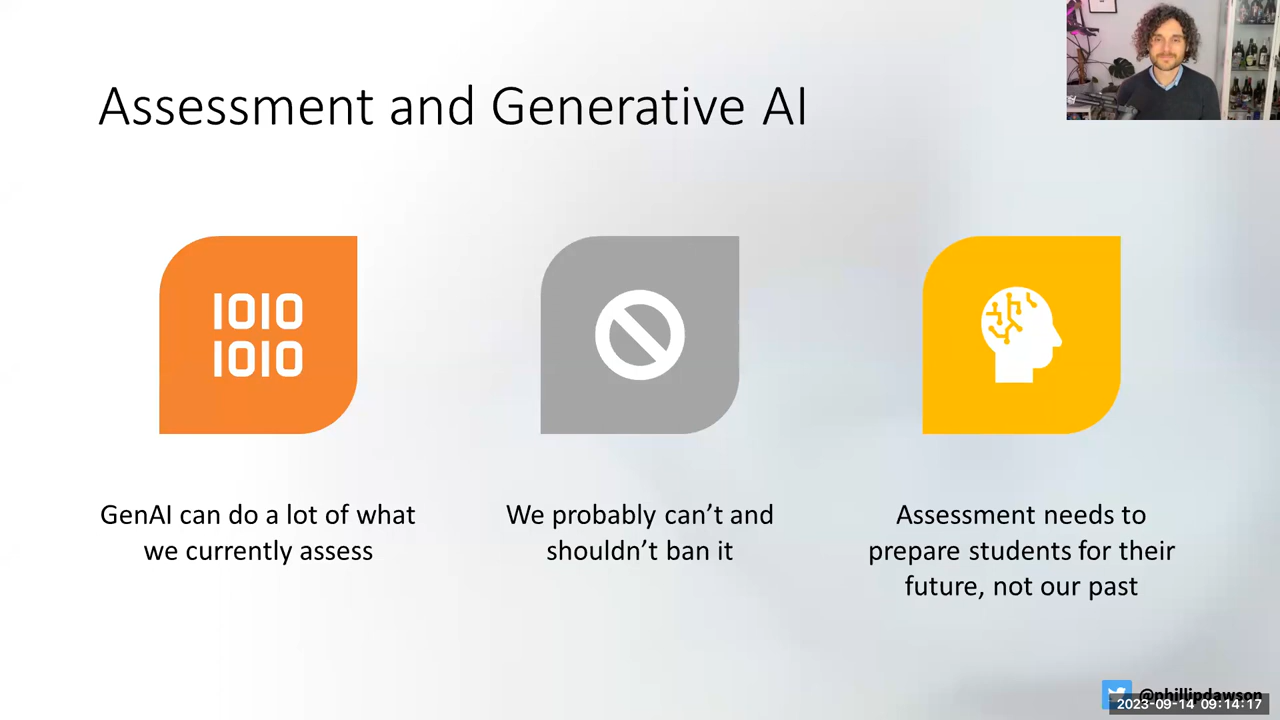 Assessment and Generative AI
1010
1010
GenAI can do a lot of what
we currently assess
We probably can’t and
shouldn’t ban it
Assessment needs to
prepare students for their
future, not our past
@phillipdawson
2023-09-14 09:14:17